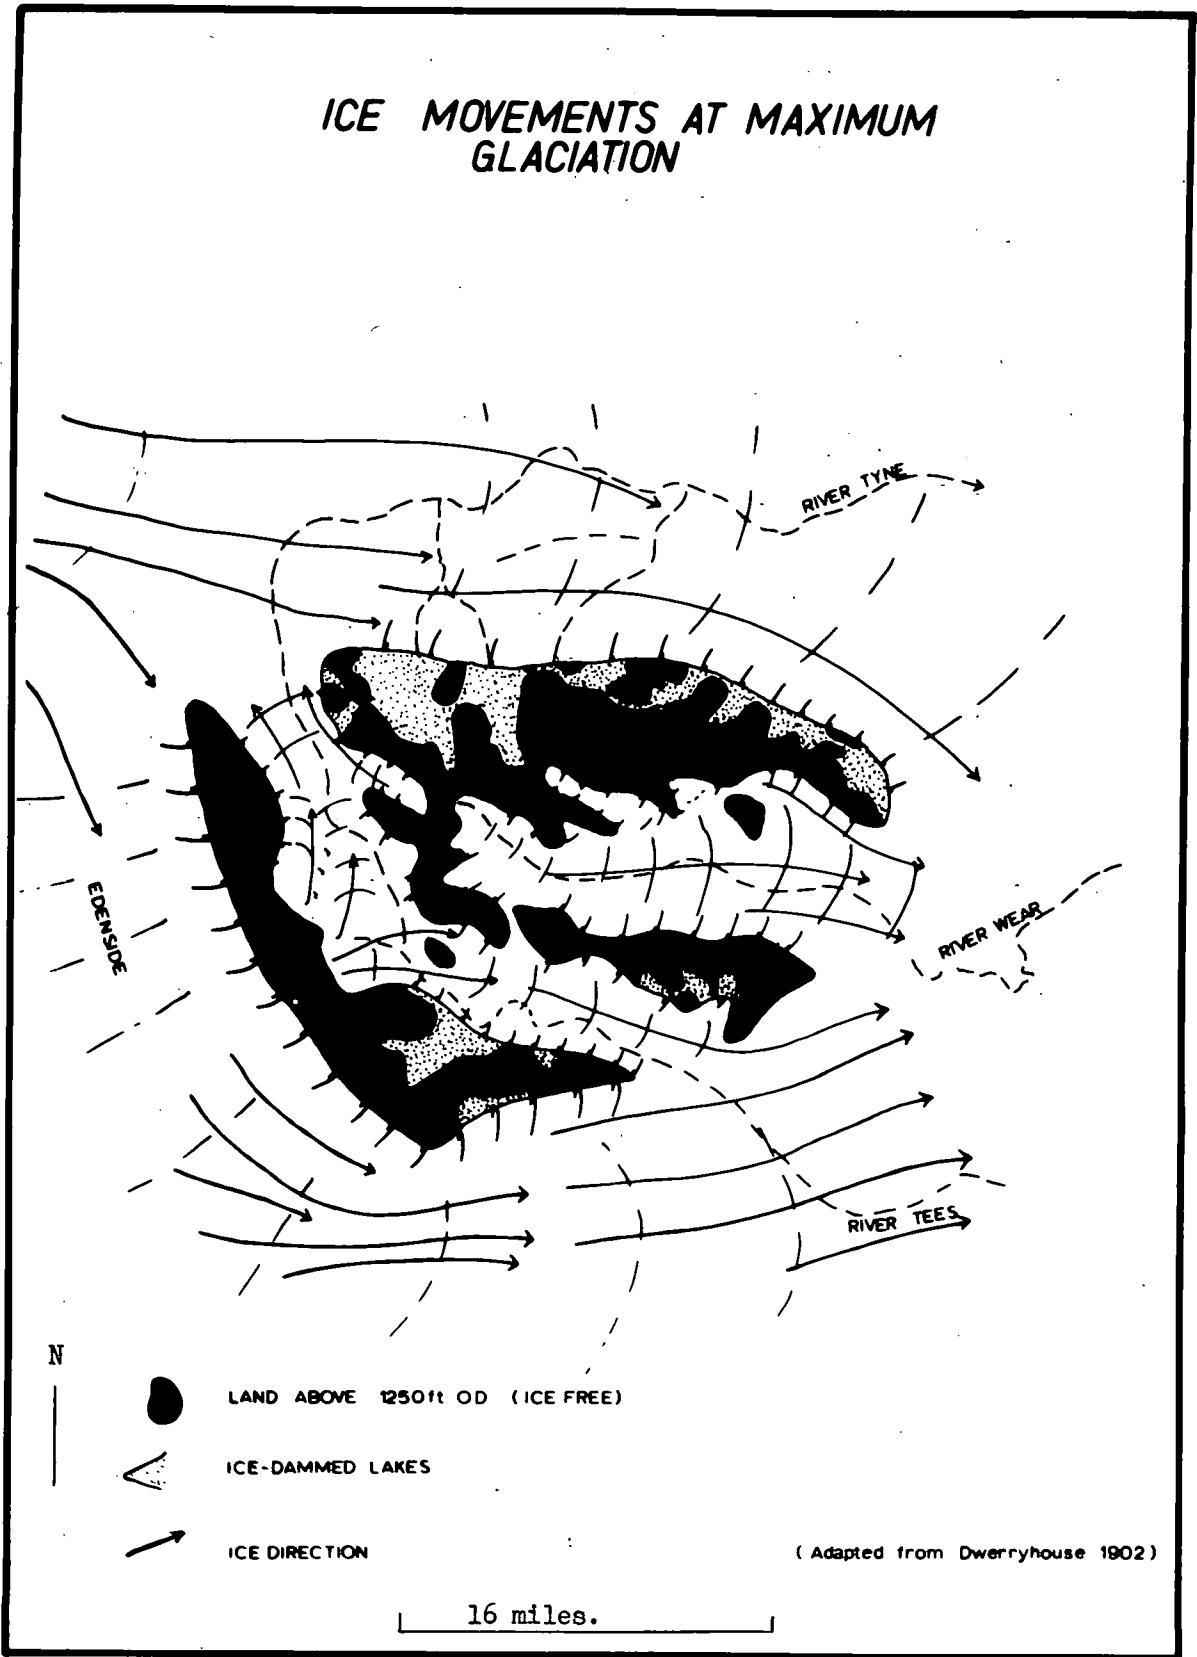 ICE MOVEMENTS AT MAXIMUM
GLACIATION
RIVER TYNE
EDENSIDE
RIVER WEAR
RIVER TEES
N
LAND ABOVE 1250ft OD (ICE FREE)
ICE-DAMMED LAKES
ICE DIRECTION
(Adapted from Dwerryhouse 1902)
16 miles.